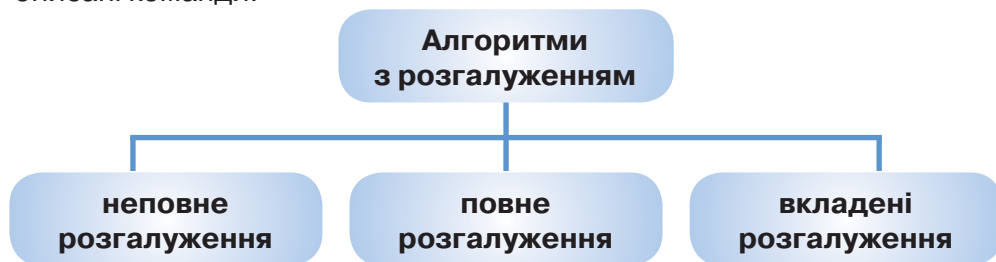 Алгоритми
з розгалуженням
неповне
розгалуження
повне
розгалуження
вкладені
розгалуження